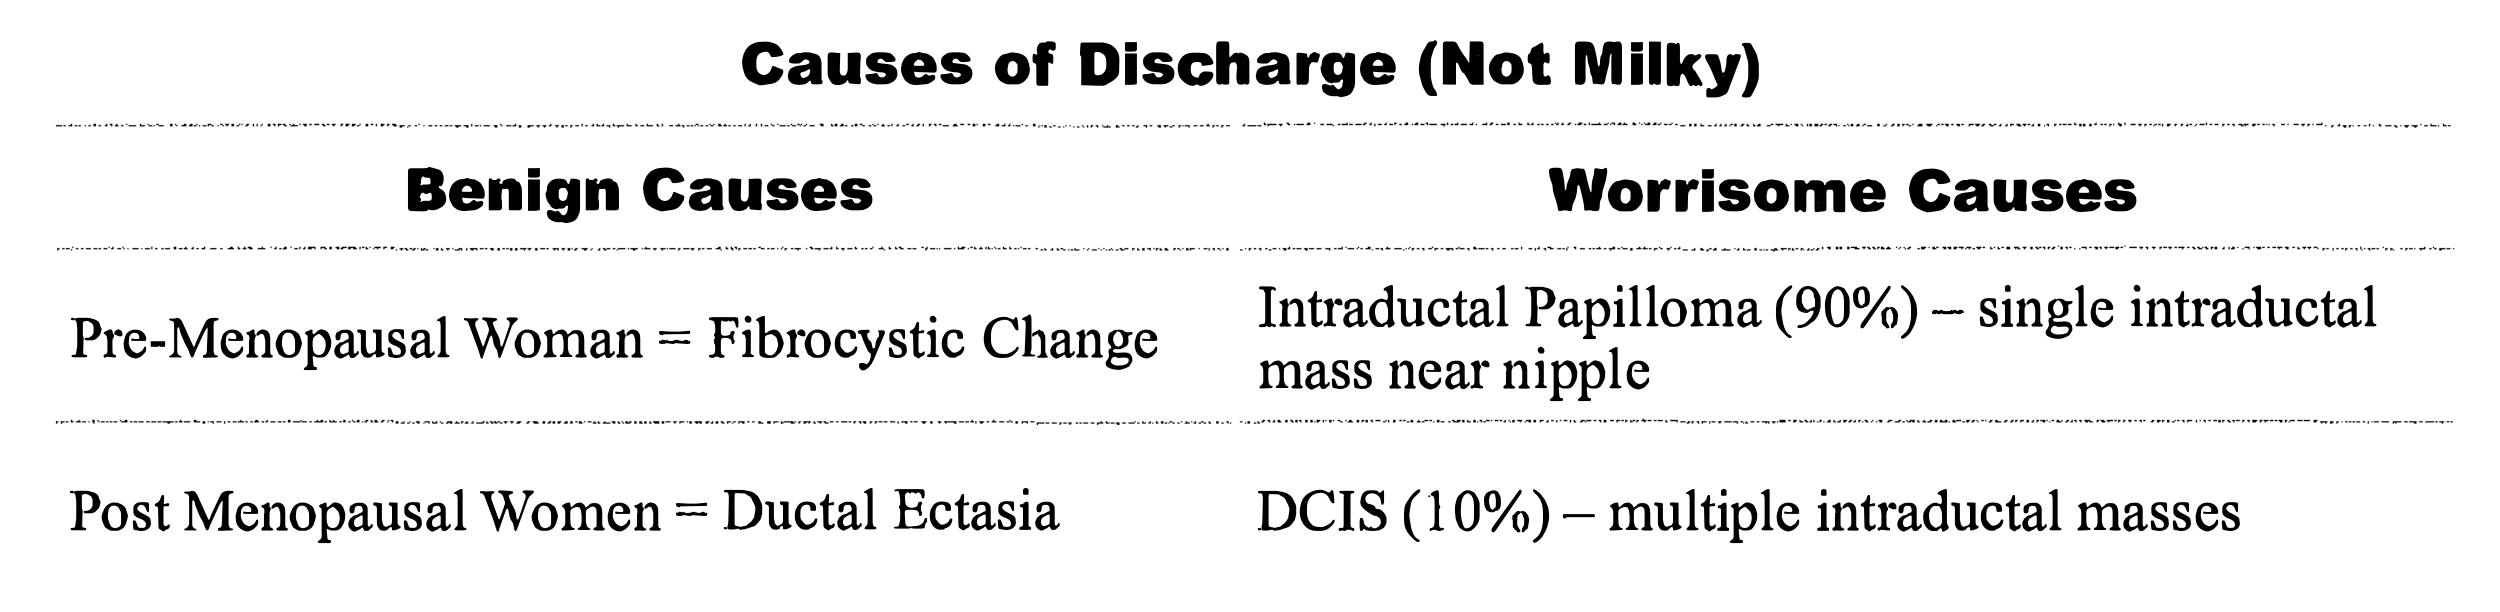 Causes of Discharge (Not Milky)
Benign Causes
Worrisome Causes
Pre-Menopausal Woman = Fibrocystic Change
Intraductal Papilloma (90%) -- single intraductal
mass near nipple
Post Menopausal Women = Ductal Ectasia
DCIS (10%) — multiple intraductal masses